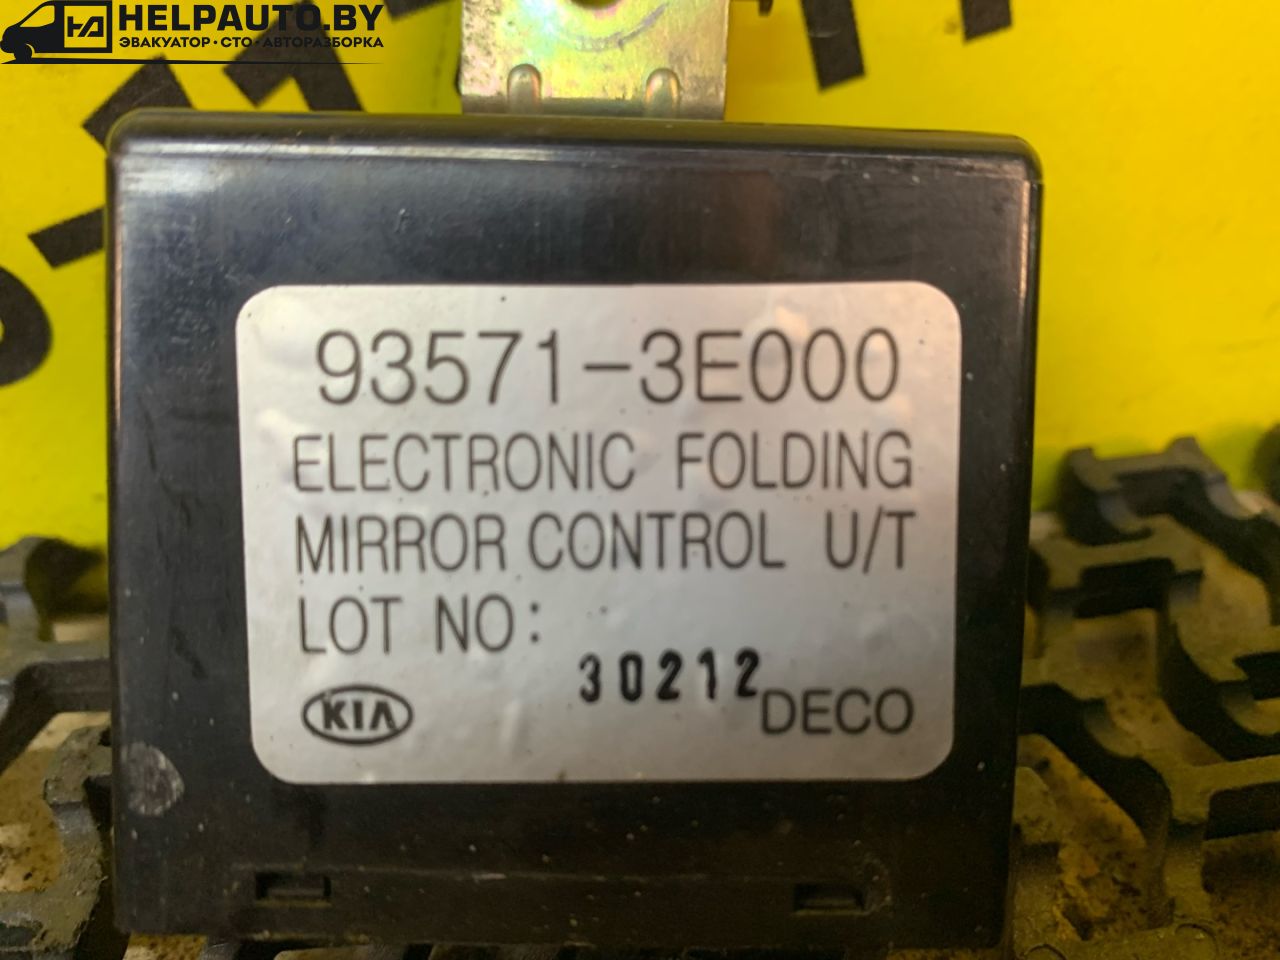 HELPAUTO.BY
ЭВАКУАТОР • СТО • АВТОРАЗБОРКА
93571-3E000
ELECTRONIC FOLDING
MIRROR CONTROL U/T
LOT NO:
30212
KIA
DECO